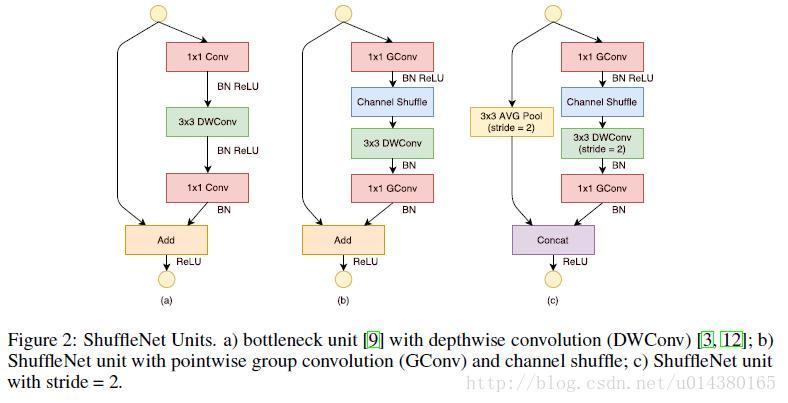 1x1 Conv
BN ReLU
3x3 DWConv
BN ReLU
1x1 Conv
BN
Add
ReLU
(a)
1x1 GConv
BN ReLU
Channel Shuffle
3x3 DWConv
BN
1x1 GConv
BN
Add
ReLU
(b)
3x3 AVG Pool
(stride = 2)
1x1 GConv
BN ReLU
Channel Shuffle
3x3 DWConv
(stride = 2)
BN
1x1 GConv
BN
Concat
ReLU
(c)
Figure 2: ShuffleNet Units. a) bottleneck unit [9] with depthwise convolution (DWConv) [3, 12]; b)
ShuffleNet unit with pointwise group convolution (GConv) and channel shuffle; c) ShuffleNet unit
with stride = 2.
http://blog.csdn.net/u014380165